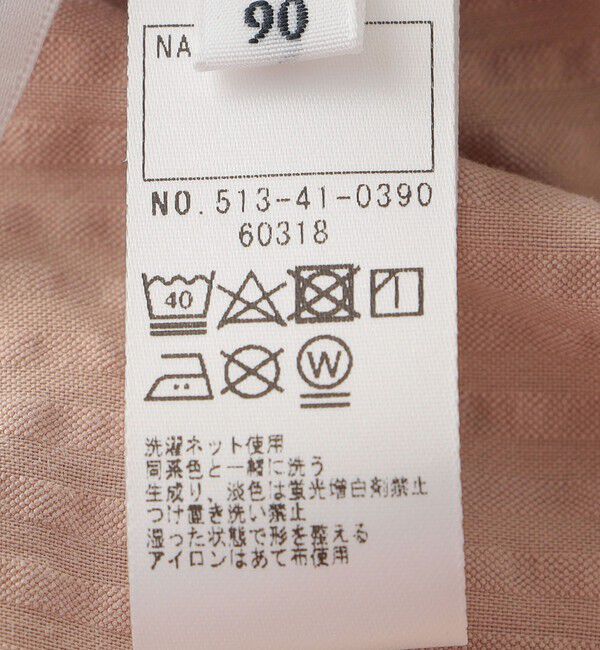 90
NA
NO. 513-41-0390
60318
40
W
洗濯ネット使用
同系色と一緒に洗う
生成り、淡色は蛍光増白剤禁止
つけ置き洗い禁止
湿った状態で形を整える
アイロンはあて布使用